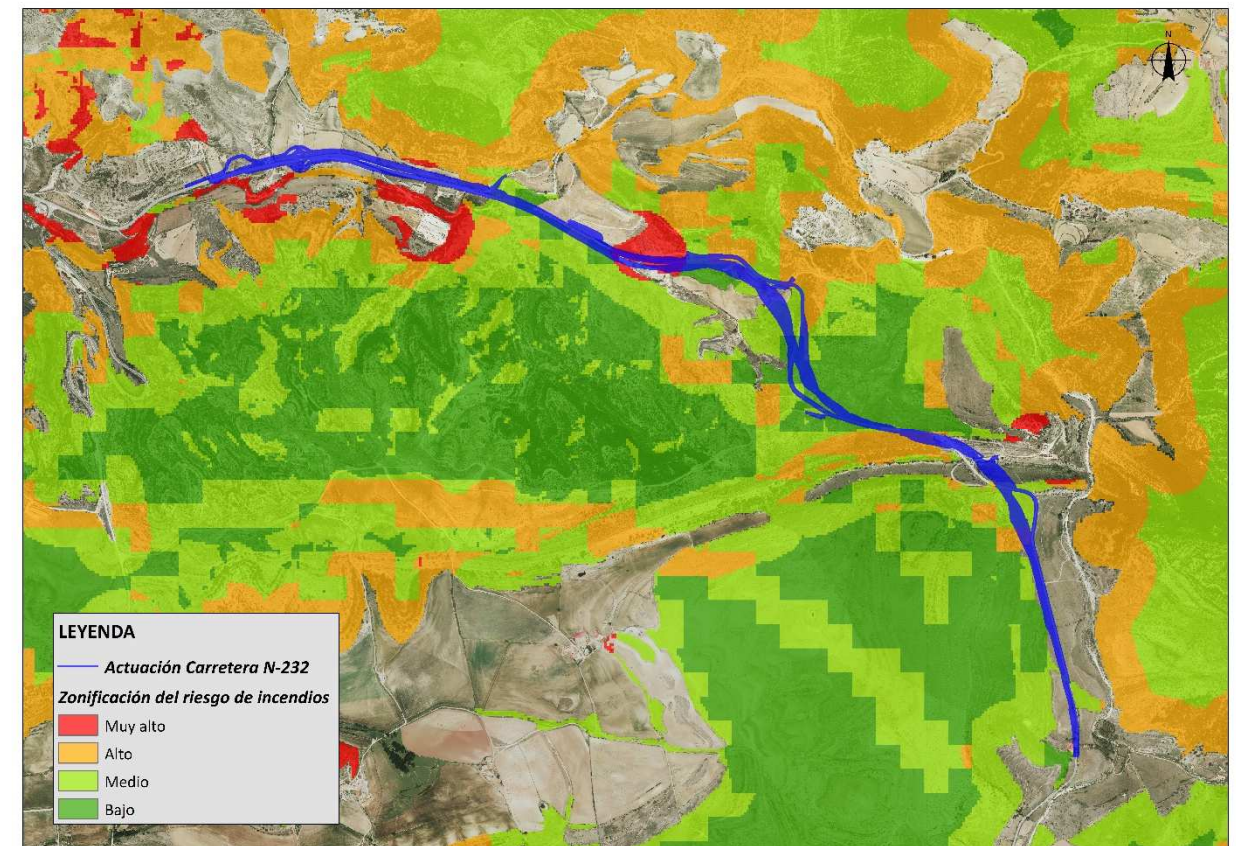 N
LEYENDA
Actuación Carretera N-232
Zonificación del riesgo de incendios
Muy alto
Alto
Medio
Bajo